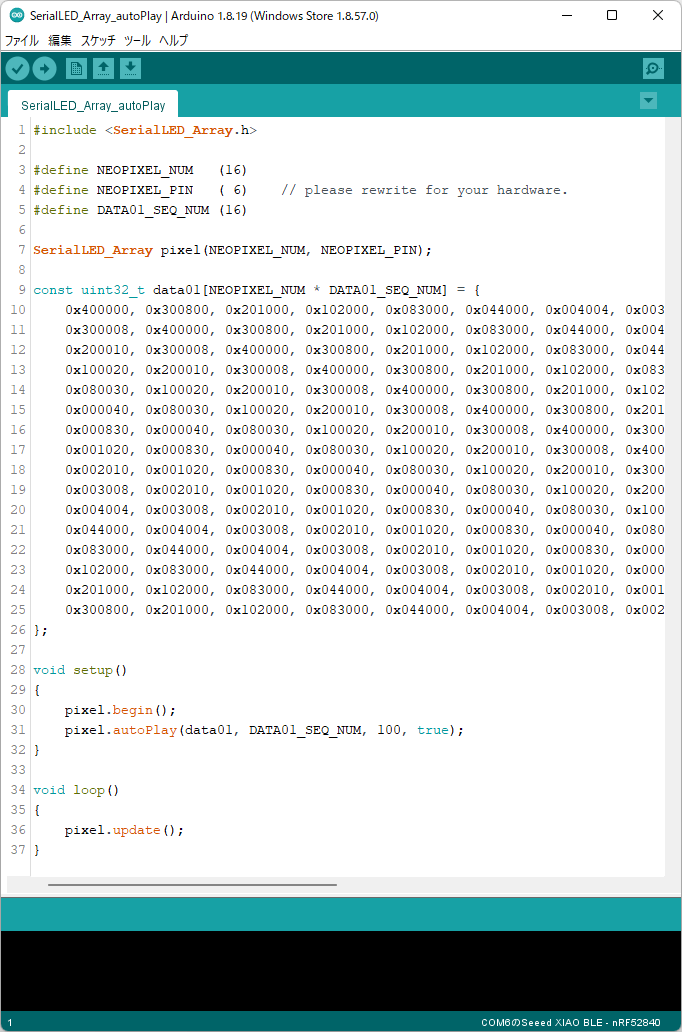 SerialLED_Array_autoPlay | Arduino 1.8.19 (Windows Store 1.8.57.0)
ファイル 編集 スケッチ ツール ヘルプ
SerialLED_Array_autoPlay
1 #include <SerialLED_Array.h>
2
3 #define NEOPIXEL_NUM   (16)
4 #define NEOPIXEL_PIN   ( 6)    // please rewrite for your hardware.
5 #define DATA01_SEQ_NUM (16)
6
7 SerialLED_Array pixel(NEOPIXEL_NUM, NEOPIXEL_PIN);
8
9 const uint32_t data01[NEOPIXEL_NUM * DATA01_SEQ_NUM] = {
10     0x400000, 0x300800, 0x201000, 0x102000, 0x083000, 0x044000, 0x004004, 0x003
11     0x300008, 0x400000, 0x300800, 0x201000, 0x102000, 0x083000, 0x044000, 0x004
12     0x200010, 0x300008, 0x400000, 0x300800, 0x201000, 0x102000, 0x083000, 0x044
13     0x100020, 0x200010, 0x300008, 0x400000, 0x300800, 0x201000, 0x102000, 0x083
14     0x080030, 0x100020, 0x200010, 0x300008, 0x400000, 0x300800, 0x201000, 0x102
15     0x000040, 0x080030, 0x100020, 0x200010, 0x300008, 0x400000, 0x300800, 0x201
16     0x000830, 0x000040, 0x080030, 0x100020, 0x200010, 0x300008, 0x400000, 0x300
17     0x001020, 0x000830, 0x000040, 0x080030, 0x100020, 0x200010, 0x300008, 0x400
18     0x002010, 0x001020, 0x000830, 0x000040, 0x080030, 0x100020, 0x200010, 0x300
19     0x003008, 0x002010, 0x001020, 0x000830, 0x000040, 0x080030, 0x100020, 0x200
20     0x004004, 0x003008, 0x002010, 0x001020, 0x000830, 0x000040, 0x080030, 0x100
21     0x044000, 0x004004, 0x003008, 0x002010, 0x001020, 0x000830, 0x000040, 0x080
22     0x083000, 0x044000, 0x004004, 0x003008, 0x002010, 0x001020, 0x000830, 0x000
23     0x102000, 0x083000, 0x044000, 0x004004, 0x003008, 0x002010, 0x001020, 0x000
24     0x201000, 0x102000, 0x083000, 0x044000, 0x004004, 0x003008, 0x002010, 0x001
25     0x300800, 0x201000, 0x102000, 0x083000, 0x044000, 0x004004, 0x003008, 0x002
26 };
27
28 void setup()
29 {
30     pixel.begin();
31     pixel.autoPlay(data01, DATA01_SEQ_NUM, 100, true);
32 }
33
34 void loop()
35 {
36     pixel.update();
37 }
1 COM6のSeeed XIAO BLE - nRF52840